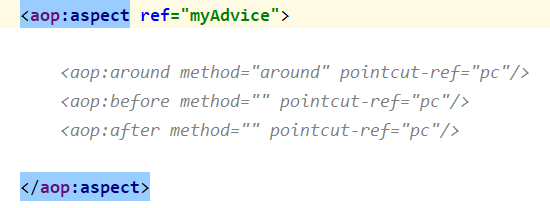 <aop:aspect ref="myAdvice">
<aop:around method="around" pointcut-ref="pc"/>
<aop:before method="" pointcut-ref="pc"/>
<aop:after method="" pointcut-ref="pc"/>
</aop:aspect>